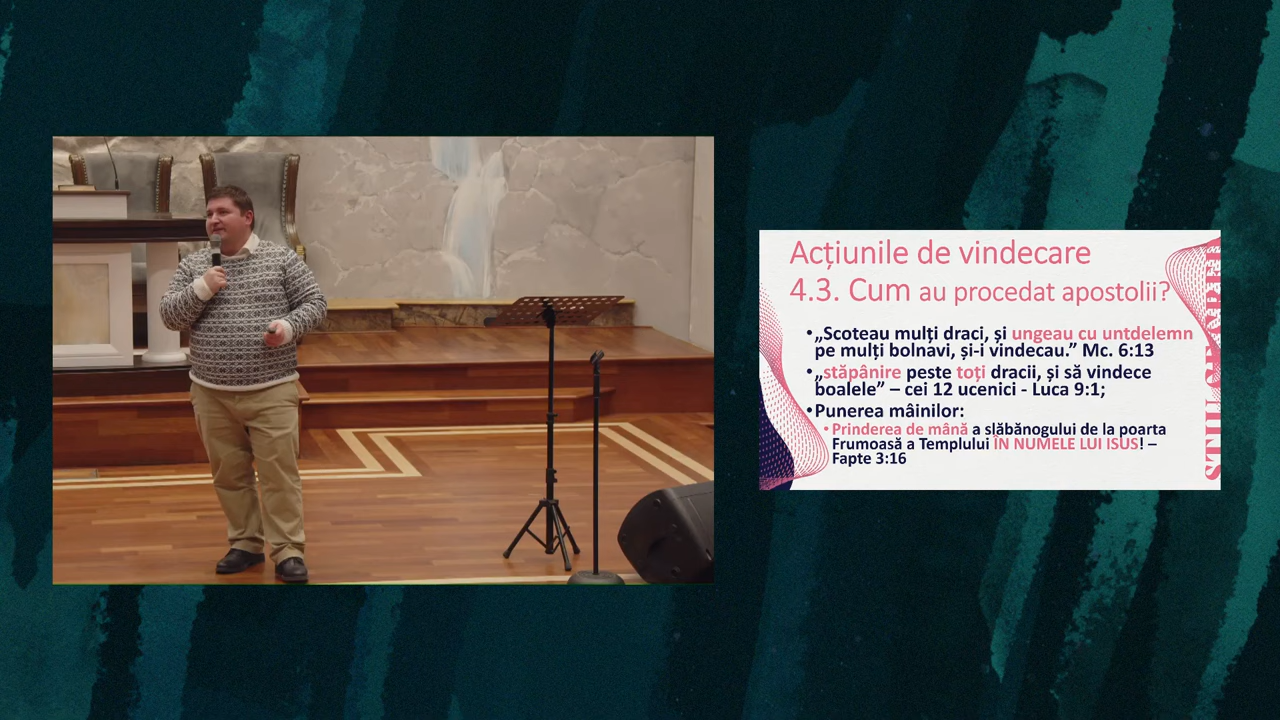 Acțiunile de vindecare
4.3. Cum au procedat apostolii?
•„Scoteau mulți draci, și ungeau cu untdelemn
pe mulți bolnavi, și-i vindecau.” Mc. 6:13
•„stăpânire peste toți dracii, și să vindece
boalele” – cei 12 ucenici - Luca 9:1;
•Punerea mâinilor:
•Prinderea de mână a slăbănogului de la poarta
Frumoasă a Templului ÎN NUMELE LUI ISUS! –
Fapte 3:16